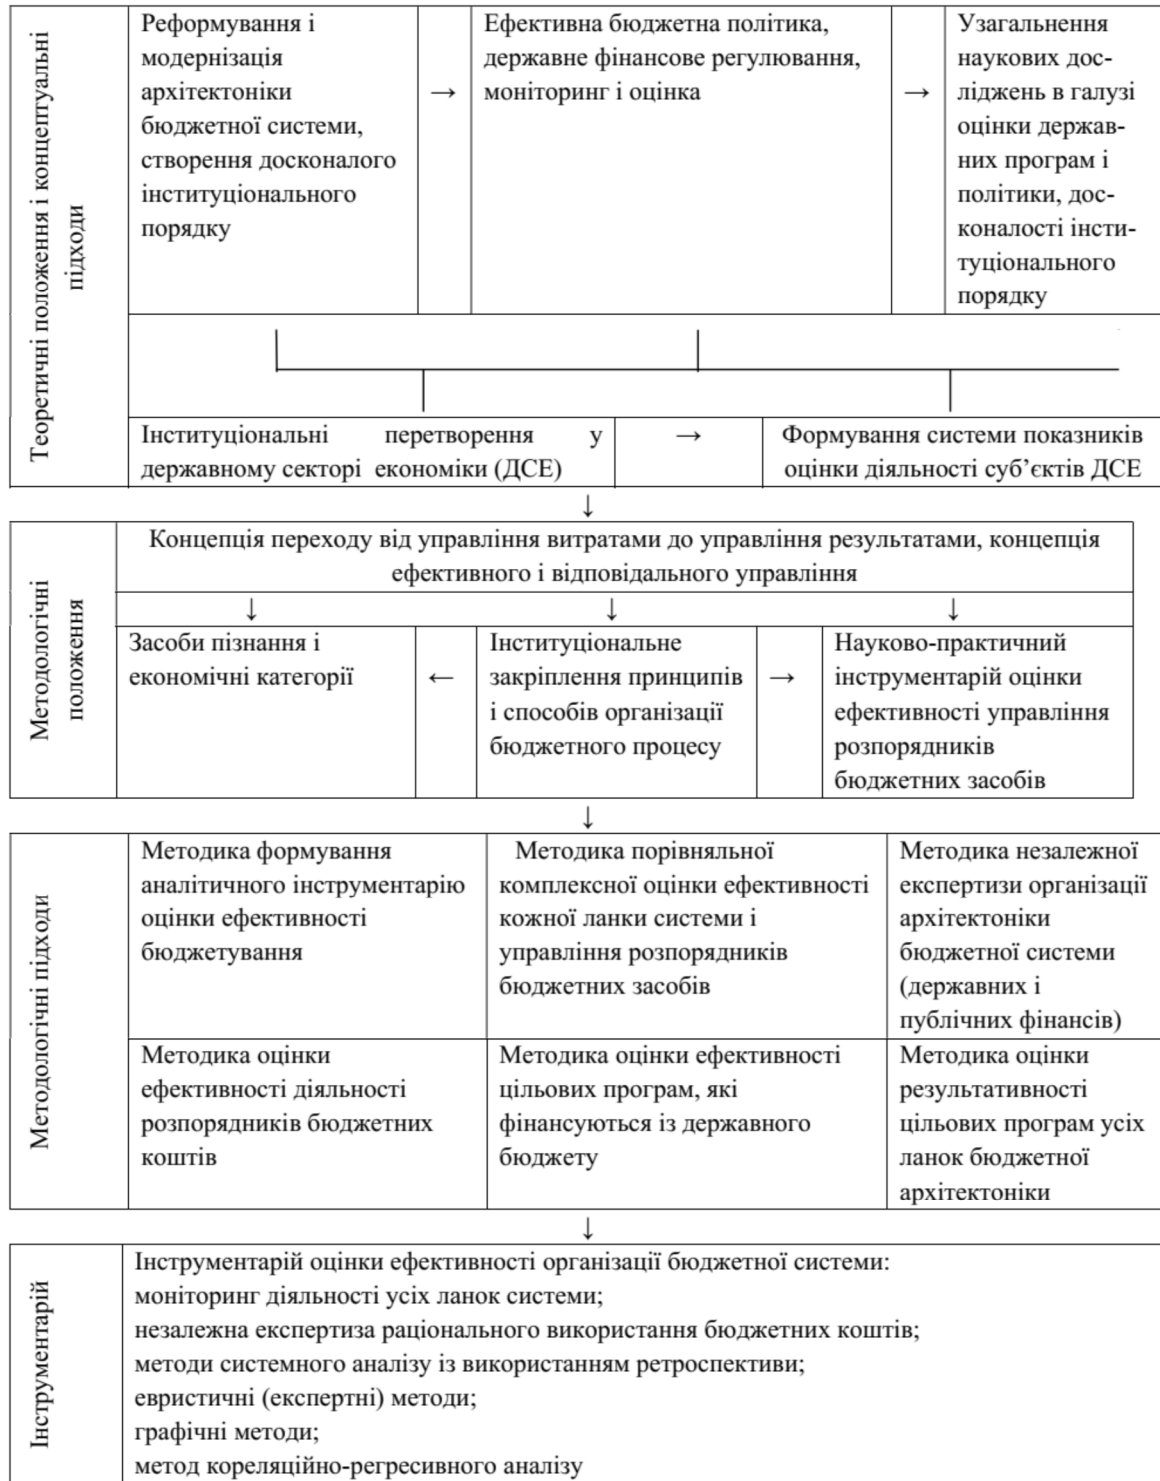 Теоретичні положення і концептуальні
підходи
Реформування і
модернізація
архітектоніки
бюджетної системи,
створення досконалого
інституціонального
порядку
→
Ефективна бюджетна політика,
державне фінансове регулювання,
моніторинг і оцінка
→
Узагальнення
наукових дос-
ліджень в галузі
оцінки держав-
них програм і
політики, дос-
коналості інсти-
туціонального
порядку
Інституціональні перетворення у
державному секторі економіки (ДСЕ)
→
Формування системи показників
оцінки діяльності суб’єктів ДСЕ
↓
Методологічні
положення
Концепція переходу від управління витратами до управління результатами, концепція
ефективного і відповідального управління
↓ ↓ ↓
Засоби пізнання і
економічні категорії
←
Інституціональне
закріплення принципів
і способів організації
бюджетного процесу
→
Науково-практичний
інструментарій оцінки
ефективності управління
розпорядників
бюджетних засобів
↓
Методологічні підходи
Методика формування
аналітичного інструментарію
оцінки ефективності
бюджетування
Методика порівняльної
комплексної оцінки ефективності
кожної ланки системи і
управління розпорядників
бюджетних засобів
Методика незалежної
експертизи організації
архітектоніки
бюджетної системи
(державних і
публічних фінансів)
Методика оцінки
ефективності діяльності
розпорядників бюджетних
коштів
Методика оцінки ефективності
цільових програм, які
фінансуються із державного
бюджету
Методика оцінки
результативності
цільових програм усіх
ланок бюджетної
архітектоніки
↓
Інструментарій
Інструментарій оцінки ефективності організації бюджетної системи:
моніторинг діяльності усіх ланок системи;
незалежна експертиза раціонального використання бюджетних коштів;
методи системного аналізу із використанням ретроспективи;
евристичні (експертні) методи;
графічні методи;
метод кореляційно-регресивного аналізу